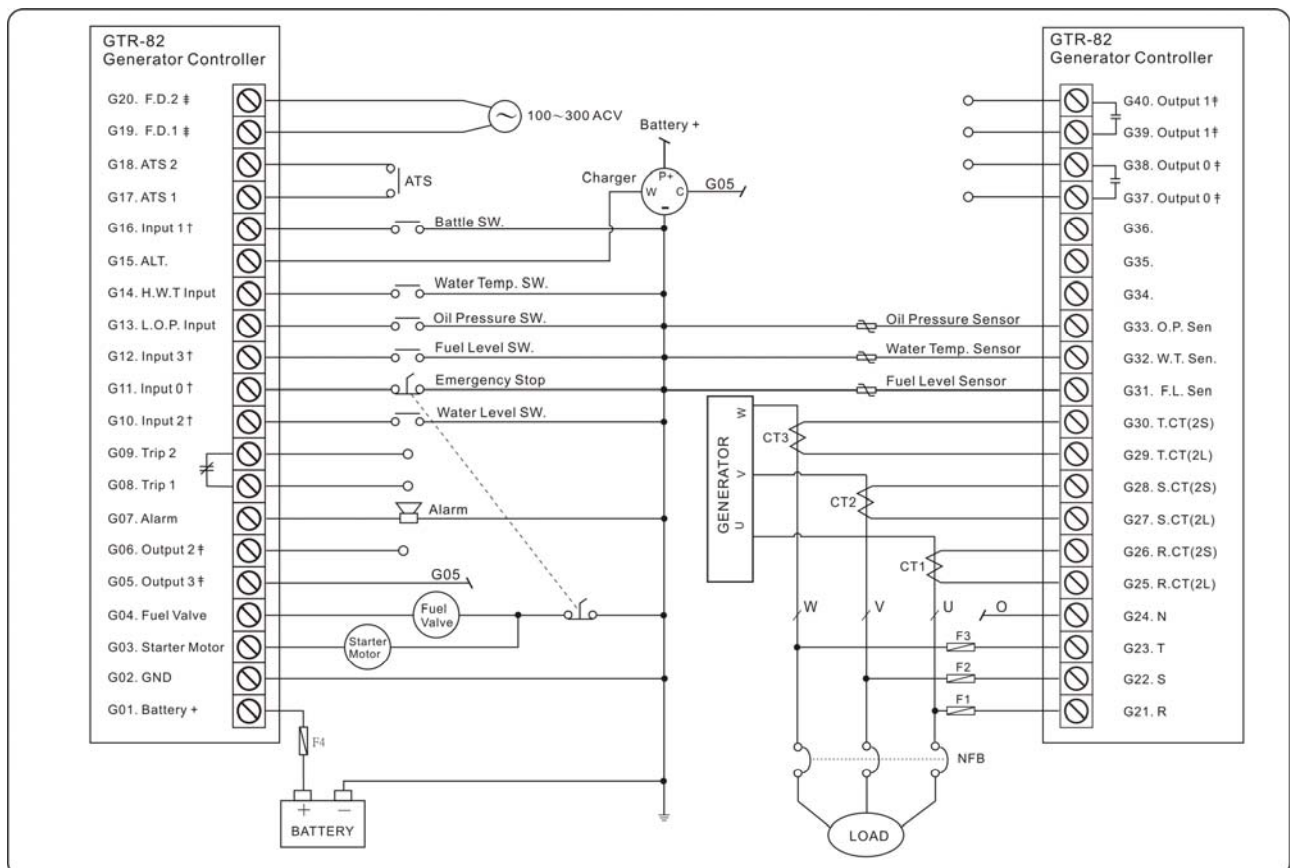 GTR-82
Generator Controller
G20. F.D.2 ⤉
G19. F.D.1 ⤉
G18. ATS 2
G17. ATS 1
G16. Input 1 †
G15. ALT.
G14. H.W.T Input
G13. L.O.P. Input
G12. Input 3 †
G11. Input 0 †
G10. Input 2 †
G09. Trip 2
G08. Trip 1
G07. Alarm
G06. Output 2 ‡
G05. Output 3 ‡
G04. Fuel Valve
G03. Starter Motor
G02. GND
G01. Battery +
100~300 ACV
ATS
Battle SW.
Water Temp. SW.
Oil Pressure SW.
Fuel Level SW.
Emergency Stop
Water Level SW.
Alarm
G05
Fuel
Valve
Starter
Motor
F4
+ −
BATTERY
Battery +
Charger
P+
W C
-
G05
Oil Pressure Sensor
Water Temp. Sensor
Fuel Level Sensor
GENERATOR
W
V
U
CT3
CT2
CT1
W V U O
F3
F2
F1
NFB
LOAD
GTR-82
Generator Controller
G40. Output 1 ‡
G39. Output 1 ‡
G38. Output 0 ‡
G37. Output 0 ‡
G36.
G35.
G34.
G33. O.P. Sen
G32. W.T. Sen.
G31. F.L. Sen
G30. T.CT(2S)
G29. T.CT(2L)
G28. S.CT(2S)
G27. S.CT(2L)
G26. R.CT(2S)
G25. R.CT(2L)
G24. N
G23. T
G22. S
G21. R